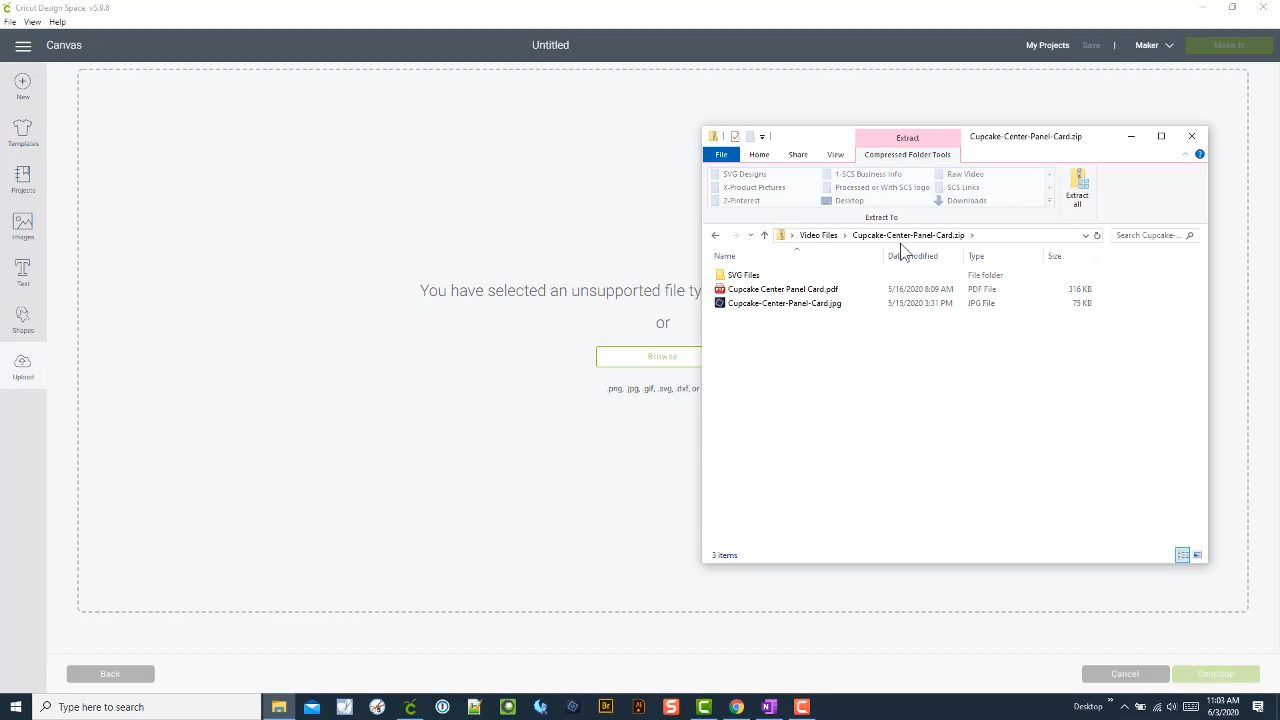 Cricut Design Space v5.9.8
File View Help
Canvas
Untitled
My Projects Save | Maker Make It
New
Templates
Projects
Images
Text
Shapes
Upload
You have selected an unsupported file ty
or
Browse
.png, .jpg, .gif, .svg, .dxf, or
Back
Cancel
Continue
Extract
Cupcake-Center-Panel-Card.zip
File Home Share View Compressed Folder Tools
SVG Designs 1-SCS Business Info Raw Video
X-Product Pictures Processed or With SCS logo SCS Links
2-Pinterest Desktop Downloads
Extract all
Extract To
Video Files > Cupcake-Center-Panel-Card.zip >
Search Cupcake-...
Name Date modified Type Size
SVG Files File folder
Cupcake Center Panel Card.pdf 5/16/2020 8:09 AM PDF File 316 KB
Cupcake-Center-Panel-Card.jpg 5/15/2020 3:31 PM JPG File 75 KB
3 items
Type here to search
Br
Ai
Desktop
11:03 AM
6/3/2020